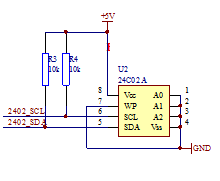 +5V
R3
10k
R4
10k
U2
24C02A
8 Vcc A0 1
7 WP A1 2
2402_SCL 6 SCL A2 3
2402_SDA 5 SDA Vss 4
GND